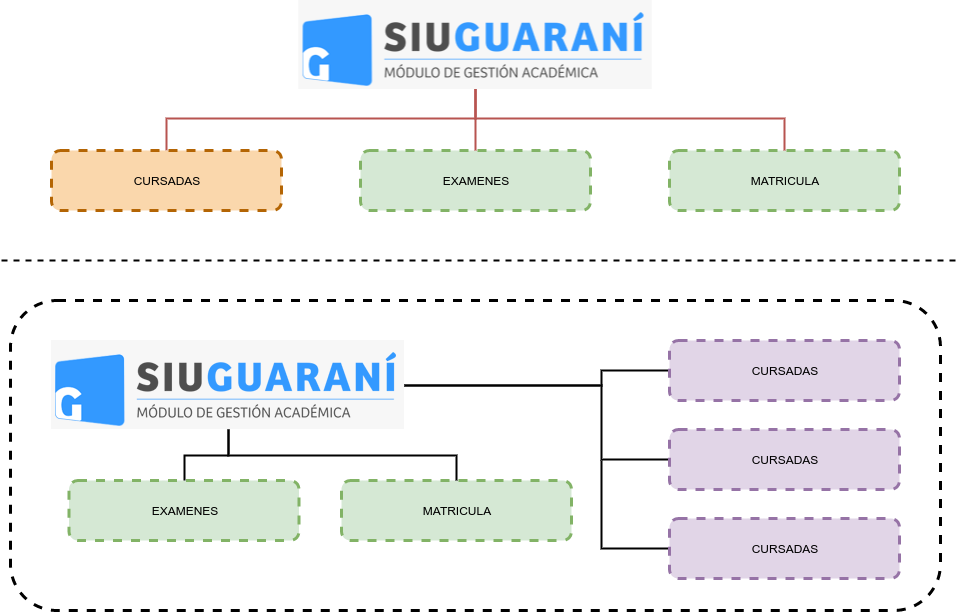 G
SIUGUARANÍ
MÓDULO DE GESTIÓN ACADÉMICA
CURSADAS
EXAMENES
MATRICULA
G
SIUGUARANÍ
MÓDULO DE GESTIÓN ACADÉMICA
EXAMENES
MATRICULA
CURSADAS
CURSADAS
CURSADAS